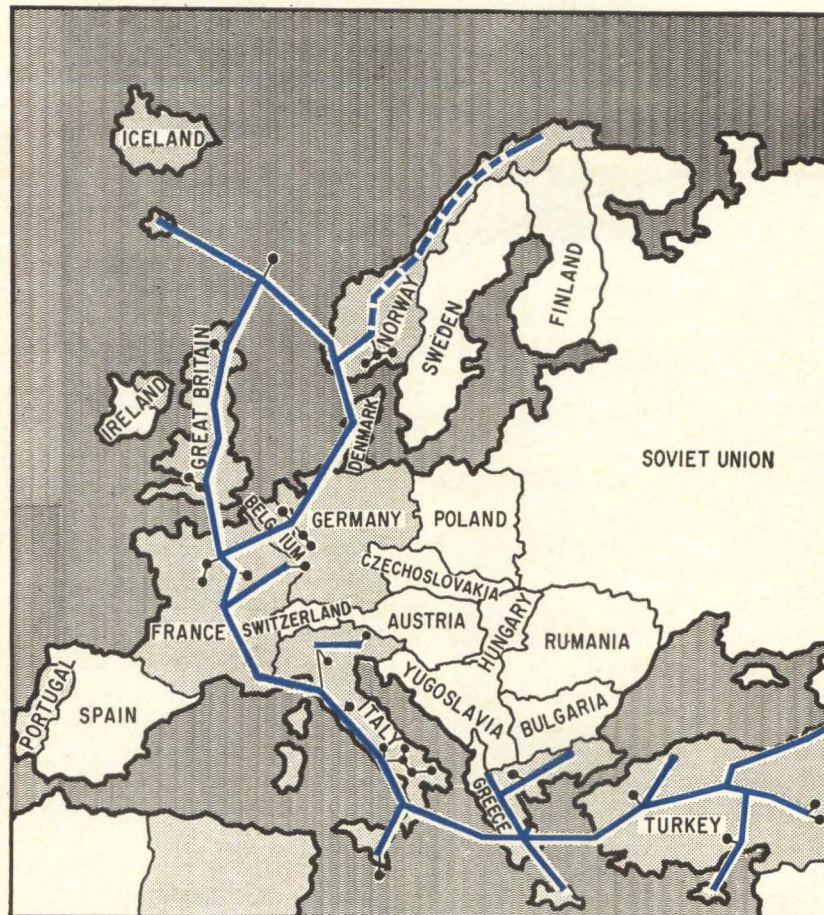 ICELAND
NORWAY
SWEDEN
FINLAND
GREAT BRITAIN
IRELAND
DENMARK
SOVIET UNION
BELGIUM
GERMANY
POLAND
CZECHOSLOVAKIA
FRANCE
SWITZERLAND
AUSTRIA
HUNGARY
RUMANIA
YUGOSLAVIA
BULGARIA
PORTUGAL
SPAIN
ITALY
GREECE
TURKEY